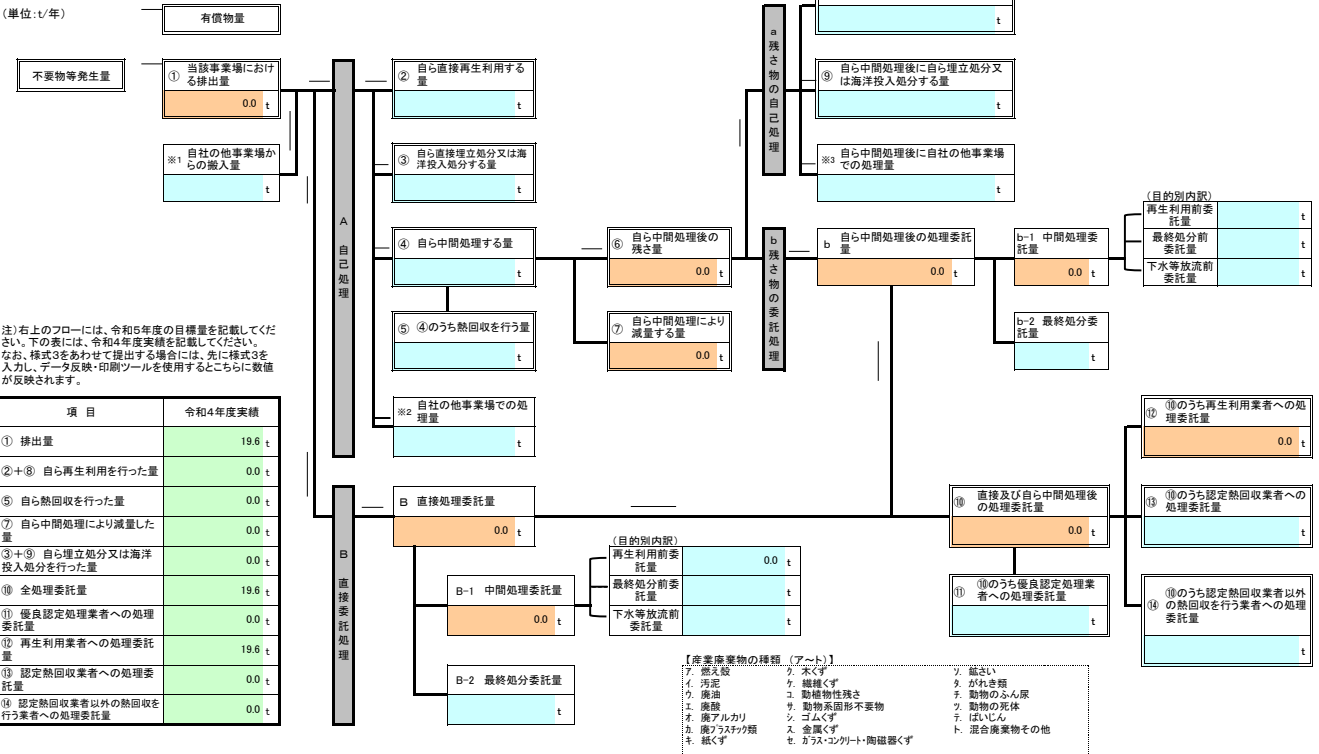 (単位:t/年)
有償物量
不要物等発生量
① 当該事業場におけ
る排出量
0.0 t
※1 自社の他事業場か
らの搬入量
t
A 自己処理
② 自ら直接再生利用する
量
t
③ 自ら直接埋立処分又は海
洋投入処分する量
t
④ 自ら中間処理する量
t
⑤ ④のうち熱回収を行う量
t
※2 自社の他事業場での処
理量
t
⑥ 自ら中間処理後の
残さ量
0.0 t
⑦ 自ら中間処理により
減量する量
0.0 t
a 残さ物の自己処理
t
⑨ 自ら中間処理後に自ら埋立処分又
は海洋投入処分する量
t
※3 自ら中間処理後に自社の他事業場
での処理量
t
b 残さ物の委託処理
b 自ら中間処理後の処理委託
量
0.0 t
b-1 中間処理委
託量
0.0 t
b-2 最終処分委
託量
t
(目的別内訳)
再生利用前委
託量
t
最終処分前
委託量
t
下水等放流前
委託量
t
注)右上のフローには、令和5年度の目標量を記載してくだ
さい。下の表には、令和4年度実績を記載してください。
なお、様式3をあわせて提出する場合には、先に様式3を
入力し、データ反映・印刷ツールを使用するとこちらに数値
が反映されます。
項 目 令和4年度実績
① 排出量 19.6 t
②+⑧ 自ら再生利用を行った量 0.0 t
⑤ 自ら熱回収を行った量 0.0 t
⑦ 自ら中間処理により減量した
量 0.0 t
③+⑨ 自ら埋立処分又は海洋
投入処分を行った量 0.0 t
⑩ 全処理委託量 19.6 t
⑪ 優良認定処理業者への処理
委託量 0.0 t
⑫ 再生利用業者への処理委託
量 19.6 t
⑬ 認定熱回収業者への処理委
託量 0.0 t
⑭ 認定熱回収業者以外の熱回収を
行う業者への処理委託量 0.0 t
B 直接委託処理
B 直接処理委託量
0.0 t
B-1 中間処理委託量
0.0 t
B-2 最終処分委託量
t
(目的別内訳)
再生利用前委
託量
0.0 t
最終処分前委
託量
下水等放流前
委託量
t
⑩ 直接及び自ら中間処理後
の処理委託量
0.0 t
⑪ ⑩のうち優良認定処理業
者への処理委託量
t
⑫ ⑩のうち再生利用業者への処
理委託量
0.0 t
⑬ ⑩のうち認定熱回収業者への
処理委託量
t
⑭ ⑩のうち認定熱回収業者以外
の熱回収を行う業者への処理
委託量
t
【産業廃棄物の種類 (ア～ト)】
ア. 燃え殻 ク. 木くず ソ. 鉱さい
イ. 汚泥 ケ. 繊維くず タ. がれき類
ウ. 廃油 コ. 動植物性残さ チ. 動物のふん尿
エ. 廃酸 サ. 動物系固形不要物 ツ. 動物の死体
オ. 廃アルカリ シ. ゴムくず テ. ばいじん
カ. 廃プラスチック類 ス. 金属くず ト. 混合廃棄物その他
キ. 紙くず セ. ガラス・コンクリート・陶磁器くず